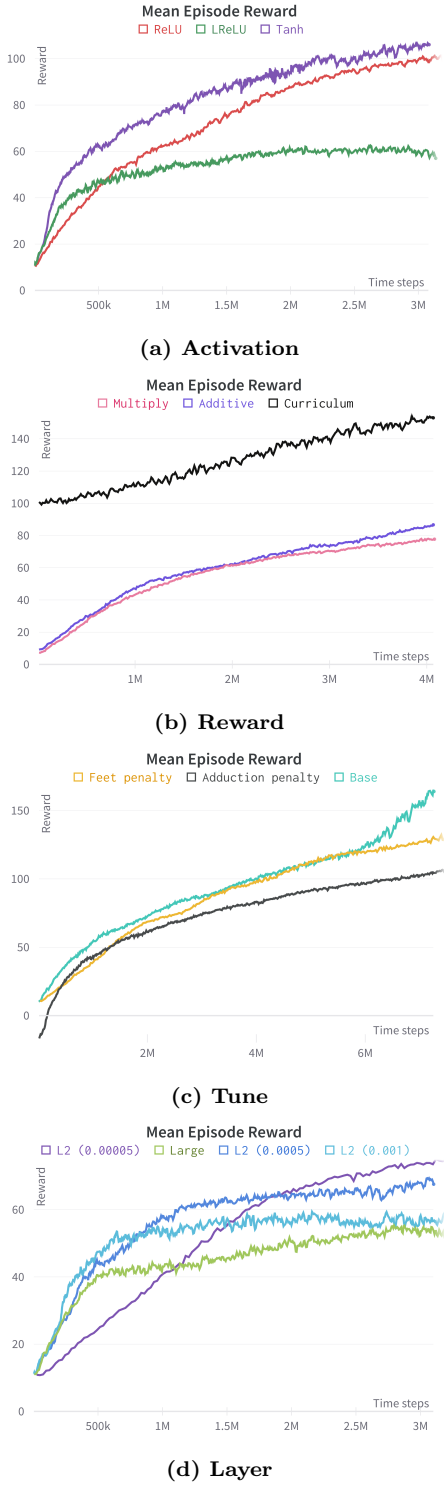 Mean Episode Reward
ReLU LReLU Tanh
Reward
100
80
60
40
20
0
Time steps
500k 1M 1.5M 2M 2.5M 3M
(a) Activation
Mean Episode Reward
Multiply Additive Curriculum
Reward
140
120
100
80
60
40
20
0
Time steps
1M 2M 3M 4M
(b) Reward
Mean Episode Reward
Feet penalty Adduction penalty Base
Reward
150
100
50
0
Time steps
2M 4M 6M
(c) Tune
Mean Episode Reward
L2 (0.00005) Large L2 (0.0005) L2 (0.001)
Reward
60
40
20
0
Time steps
500k 1M 1.5M 2M 2.5M 3M
(d) Layer